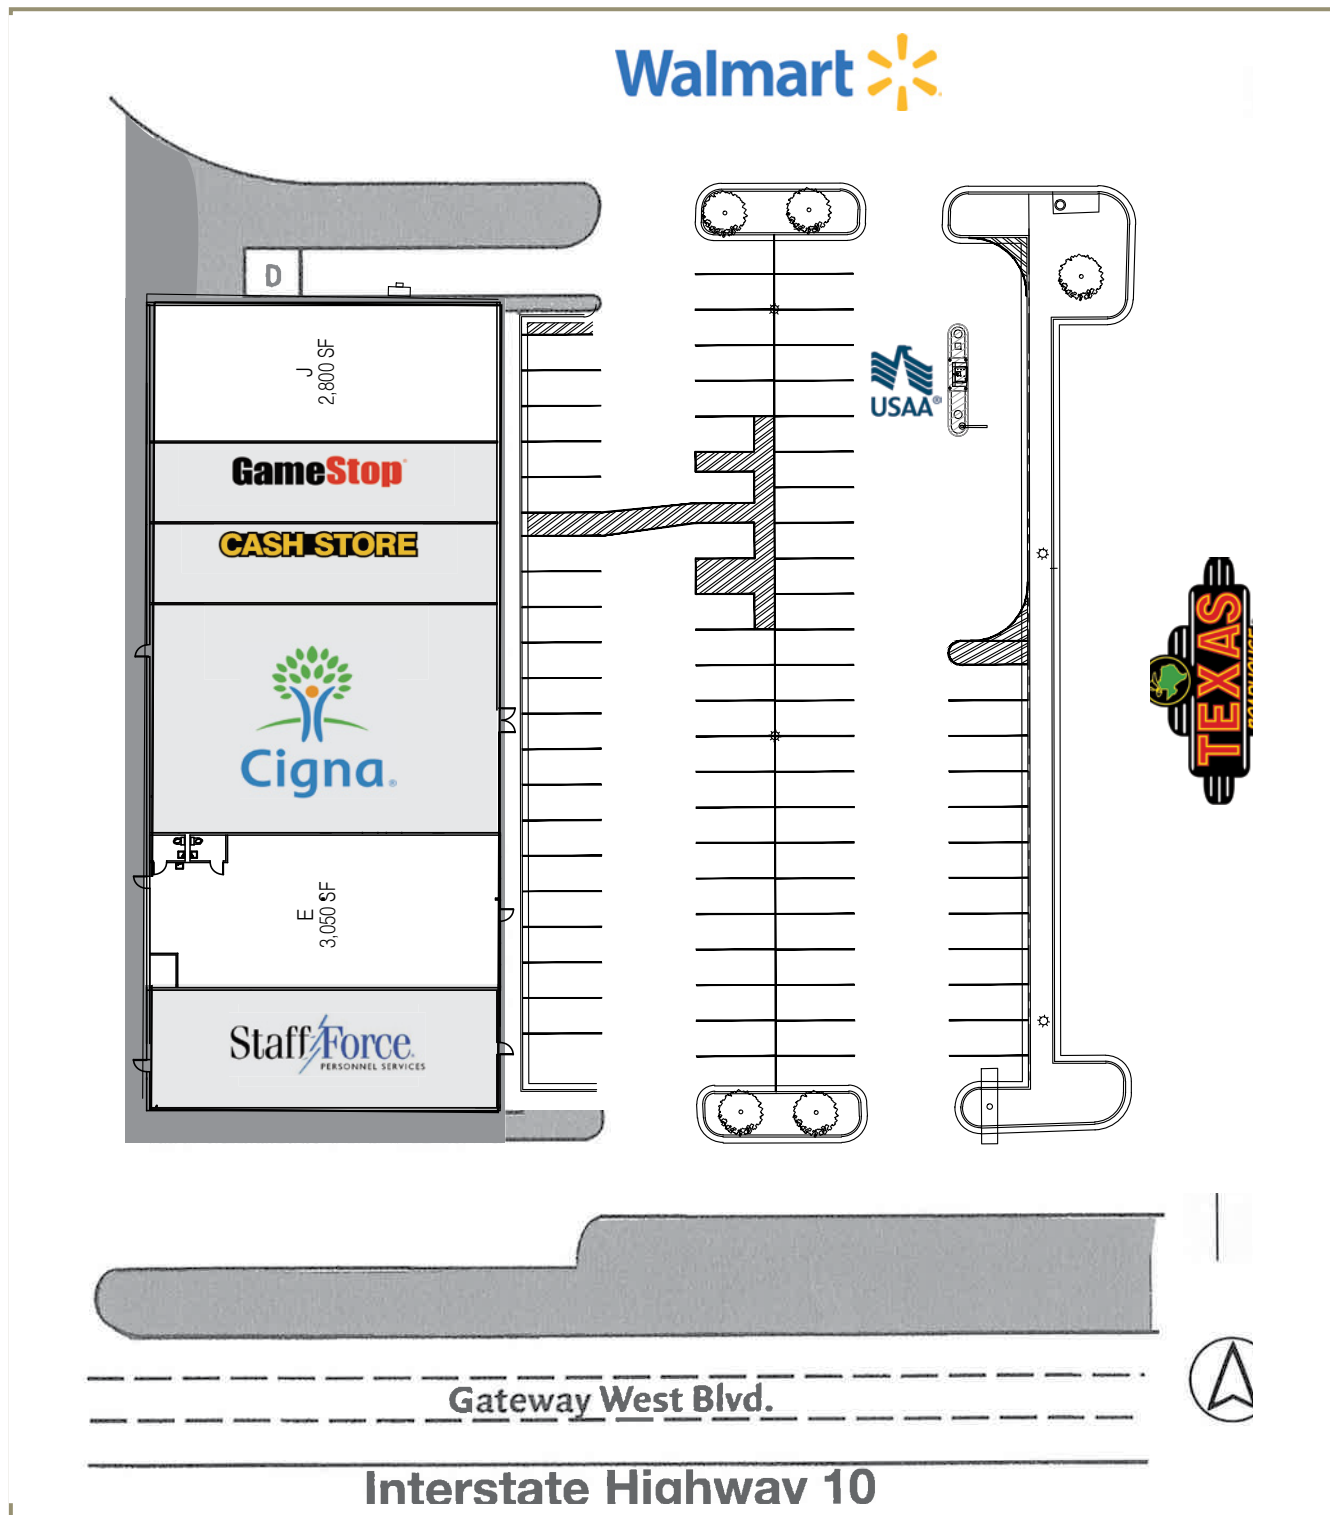 Walmart
D
J
2,800 SF
GameStop
CASH STORE
Cigna®
E
3,050 SF
StaffForce
PERSONNEL SERVICES
USAA®
TEXAS
ROADHOUSE
Gateway West Blvd.
Interstate Highway 10